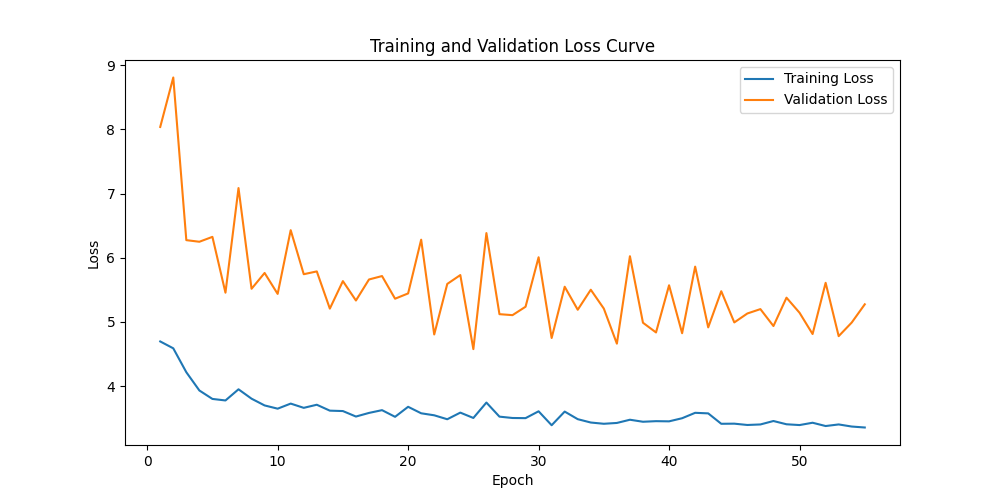 Training and Validation Loss Curve
Training Loss
Validation Loss
9
8
7
6
5
4
Loss
0 10 20 30 40 50
Epoch